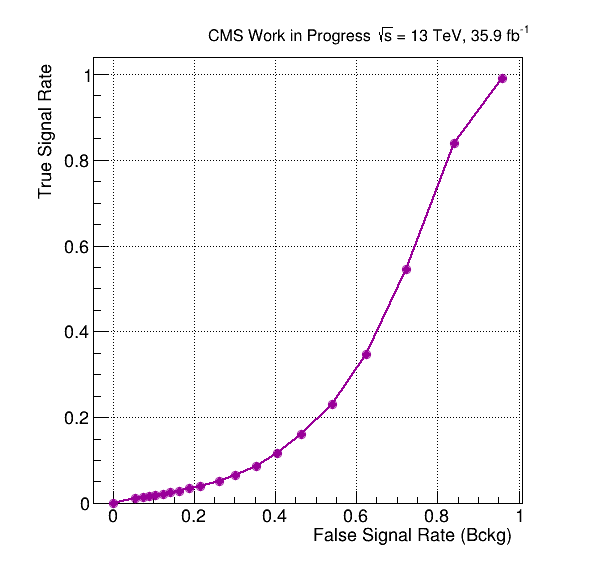 CMS Work in Progress √s = 13 TeV, 35.9 fb⁻¹
True Signal Rate
1
0.8
0.6
0.4
0.2
0
0 0.2 0.4 0.6 0.8 1
False Signal Rate (Bckg)